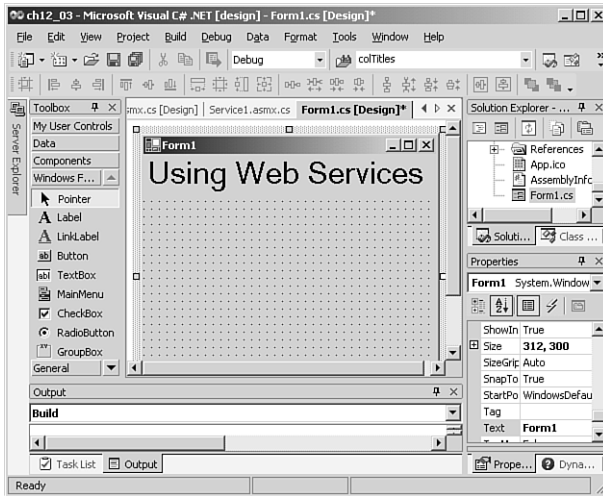 ch12_03 - Microsoft Visual C# .NET [design] - Form1.cs [Design]*
File Edit View Project Build Debug Data Format Tools Window Help
Debug colTitles
Server Explorer
Toolbox
My User Controls
Data
Components
Windows F...
Pointer
A Label
A LinkLabel
ab Button
abl TextBox
MainMenu
CheckBox
RadioButton
XY GroupBox
General
smx.cs [Design] Service1.asmx.cs Form1.cs [Design]*
Form1
Using Web Services
Solution Explorer - ...
References
App.ico
AssemblyInfo
Form1.cs
Soluti... Class ...
Properties
Form1 System.Window
ShowIn True
Size 312, 300
SizeGrip Auto
SnapTo True
StartPo WindowsDefau
Tag
Text Form1
Output
Build
Task List Output
Prope... Dyna...
Ready